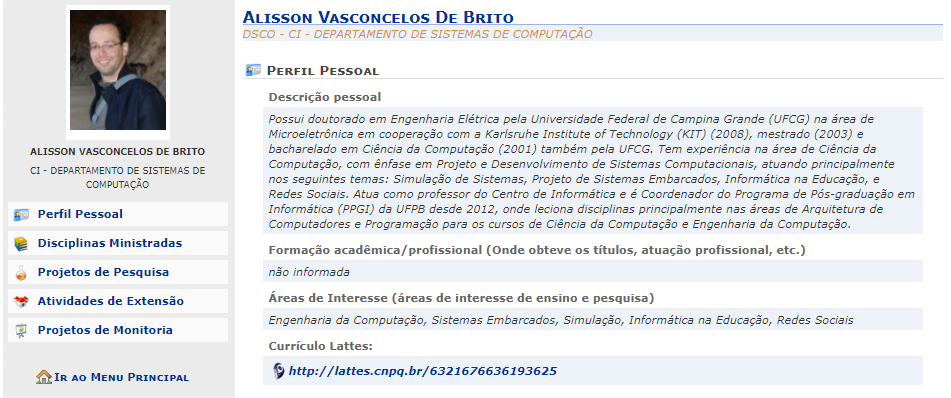 ALISSON VASCONCELOS DE BRITO
CI - DEPARTAMENTO DE SISTEMAS DE
COMPUTAÇÃO
Perfil Pessoal
Disciplinas Ministradas
Projetos de Pesquisa
Atividades de Extensão
Projetos de Monitoria
Ir ao Menu Principal
Alisson Vasconcelos De Brito
DSCO - CI - DEPARTAMENTO DE SISTEMAS DE COMPUTAÇÃO
Perfil Pessoal
Descrição pessoal
Possui doutorado em Engenharia Elétrica pela Universidade Federal de Campina Grande (UFCG) na área de
Microeletrônica em cooperação com a Karlsruhe Institute of Technology (KIT) (2008), mestrado (2003) e
bacharelado em Ciência da Computação (2001) também pela UFCG. Tem experiência na área de Ciência da
Computação, com ênfase em Projeto e Desenvolvimento de Sistemas Computacionais, atuando principalmente
nos seguintes temas: Simulação de Sistemas, Projeto de Sistemas Embarcados, Informática na Educação, e
Redes Sociais. Atua como professor do Centro de Informática e é Coordenador do Programa de Pós-graduação em
Informática (PPGI) da UFPB desde 2012, onde leciona disciplinas principalmente nas áreas de Arquitetura de
Computadores e Programação para os cursos de Ciência da Computação e Engenharia da Computação.
Formação acadêmica/profissional (Onde obteve os títulos, atuação profissional, etc.)
não informada
Áreas de Interesse (áreas de interesse de ensino e pesquisa)
Engenharia da Computação, Sistemas Embarcados, Simulação, Informática na Educação, Redes Sociais
Currículo Lattes:
http://lattes.cnpq.br/6321676636193625